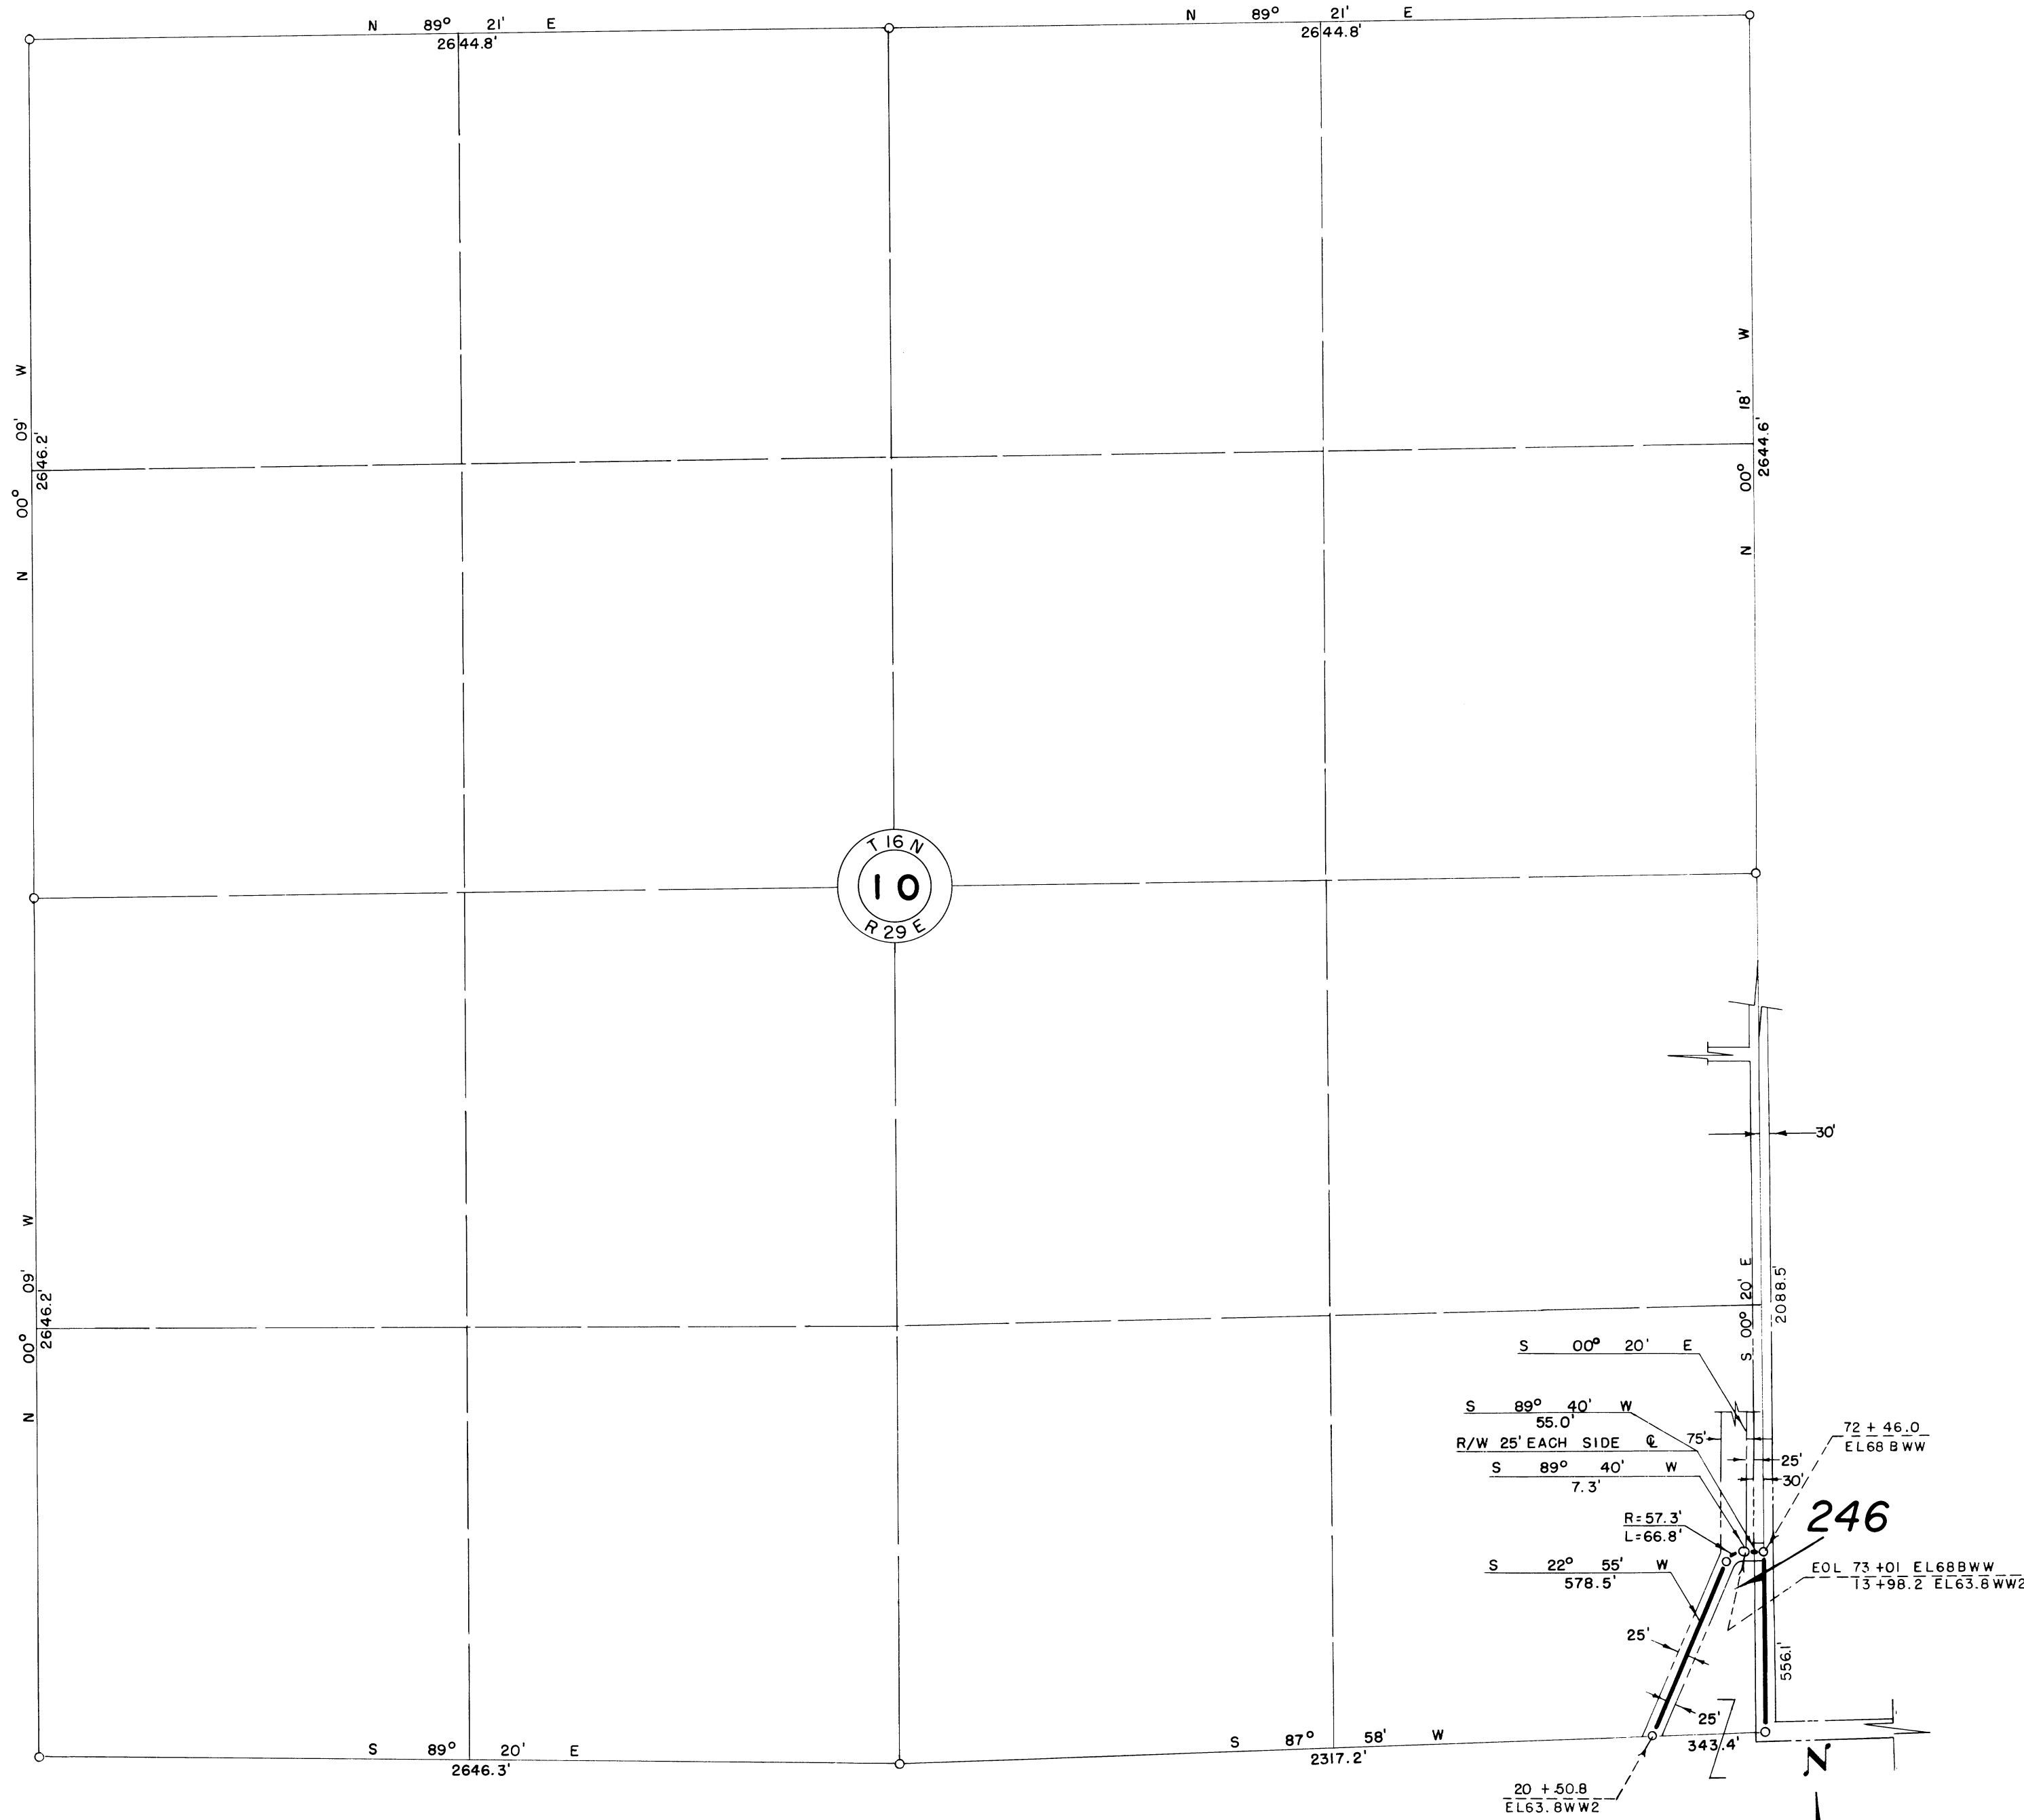 N 89° 21' E
2644.8'
N 89° 21' E
2644.8'
N 00° 09' W
2646.2'
N 00° 18' W
2644.6'
T 16 N
10
R 29 E
30'
N 00° 09' W
2646.2'
S 00° 20' E
2088.5'
S 00° 20' E
S 89° 40' W
55.0'
R/W 25' EACH SIDE ℄
S 89° 40' W
7.3'
75'
25'
30'
72 + 46.0
EL68 BWW
246
R=57.3'
L=66.8'
S 22° 55' W
578.5'
EOL 73 +01 EL68BWW
13 +98.2 EL63.8WW2
25'
25'
556.1'
S 89° 20' E
2646.3'
S 87° 58' W
2317.2'
343.4'
N
20 + 50.8
EL63.8WW2